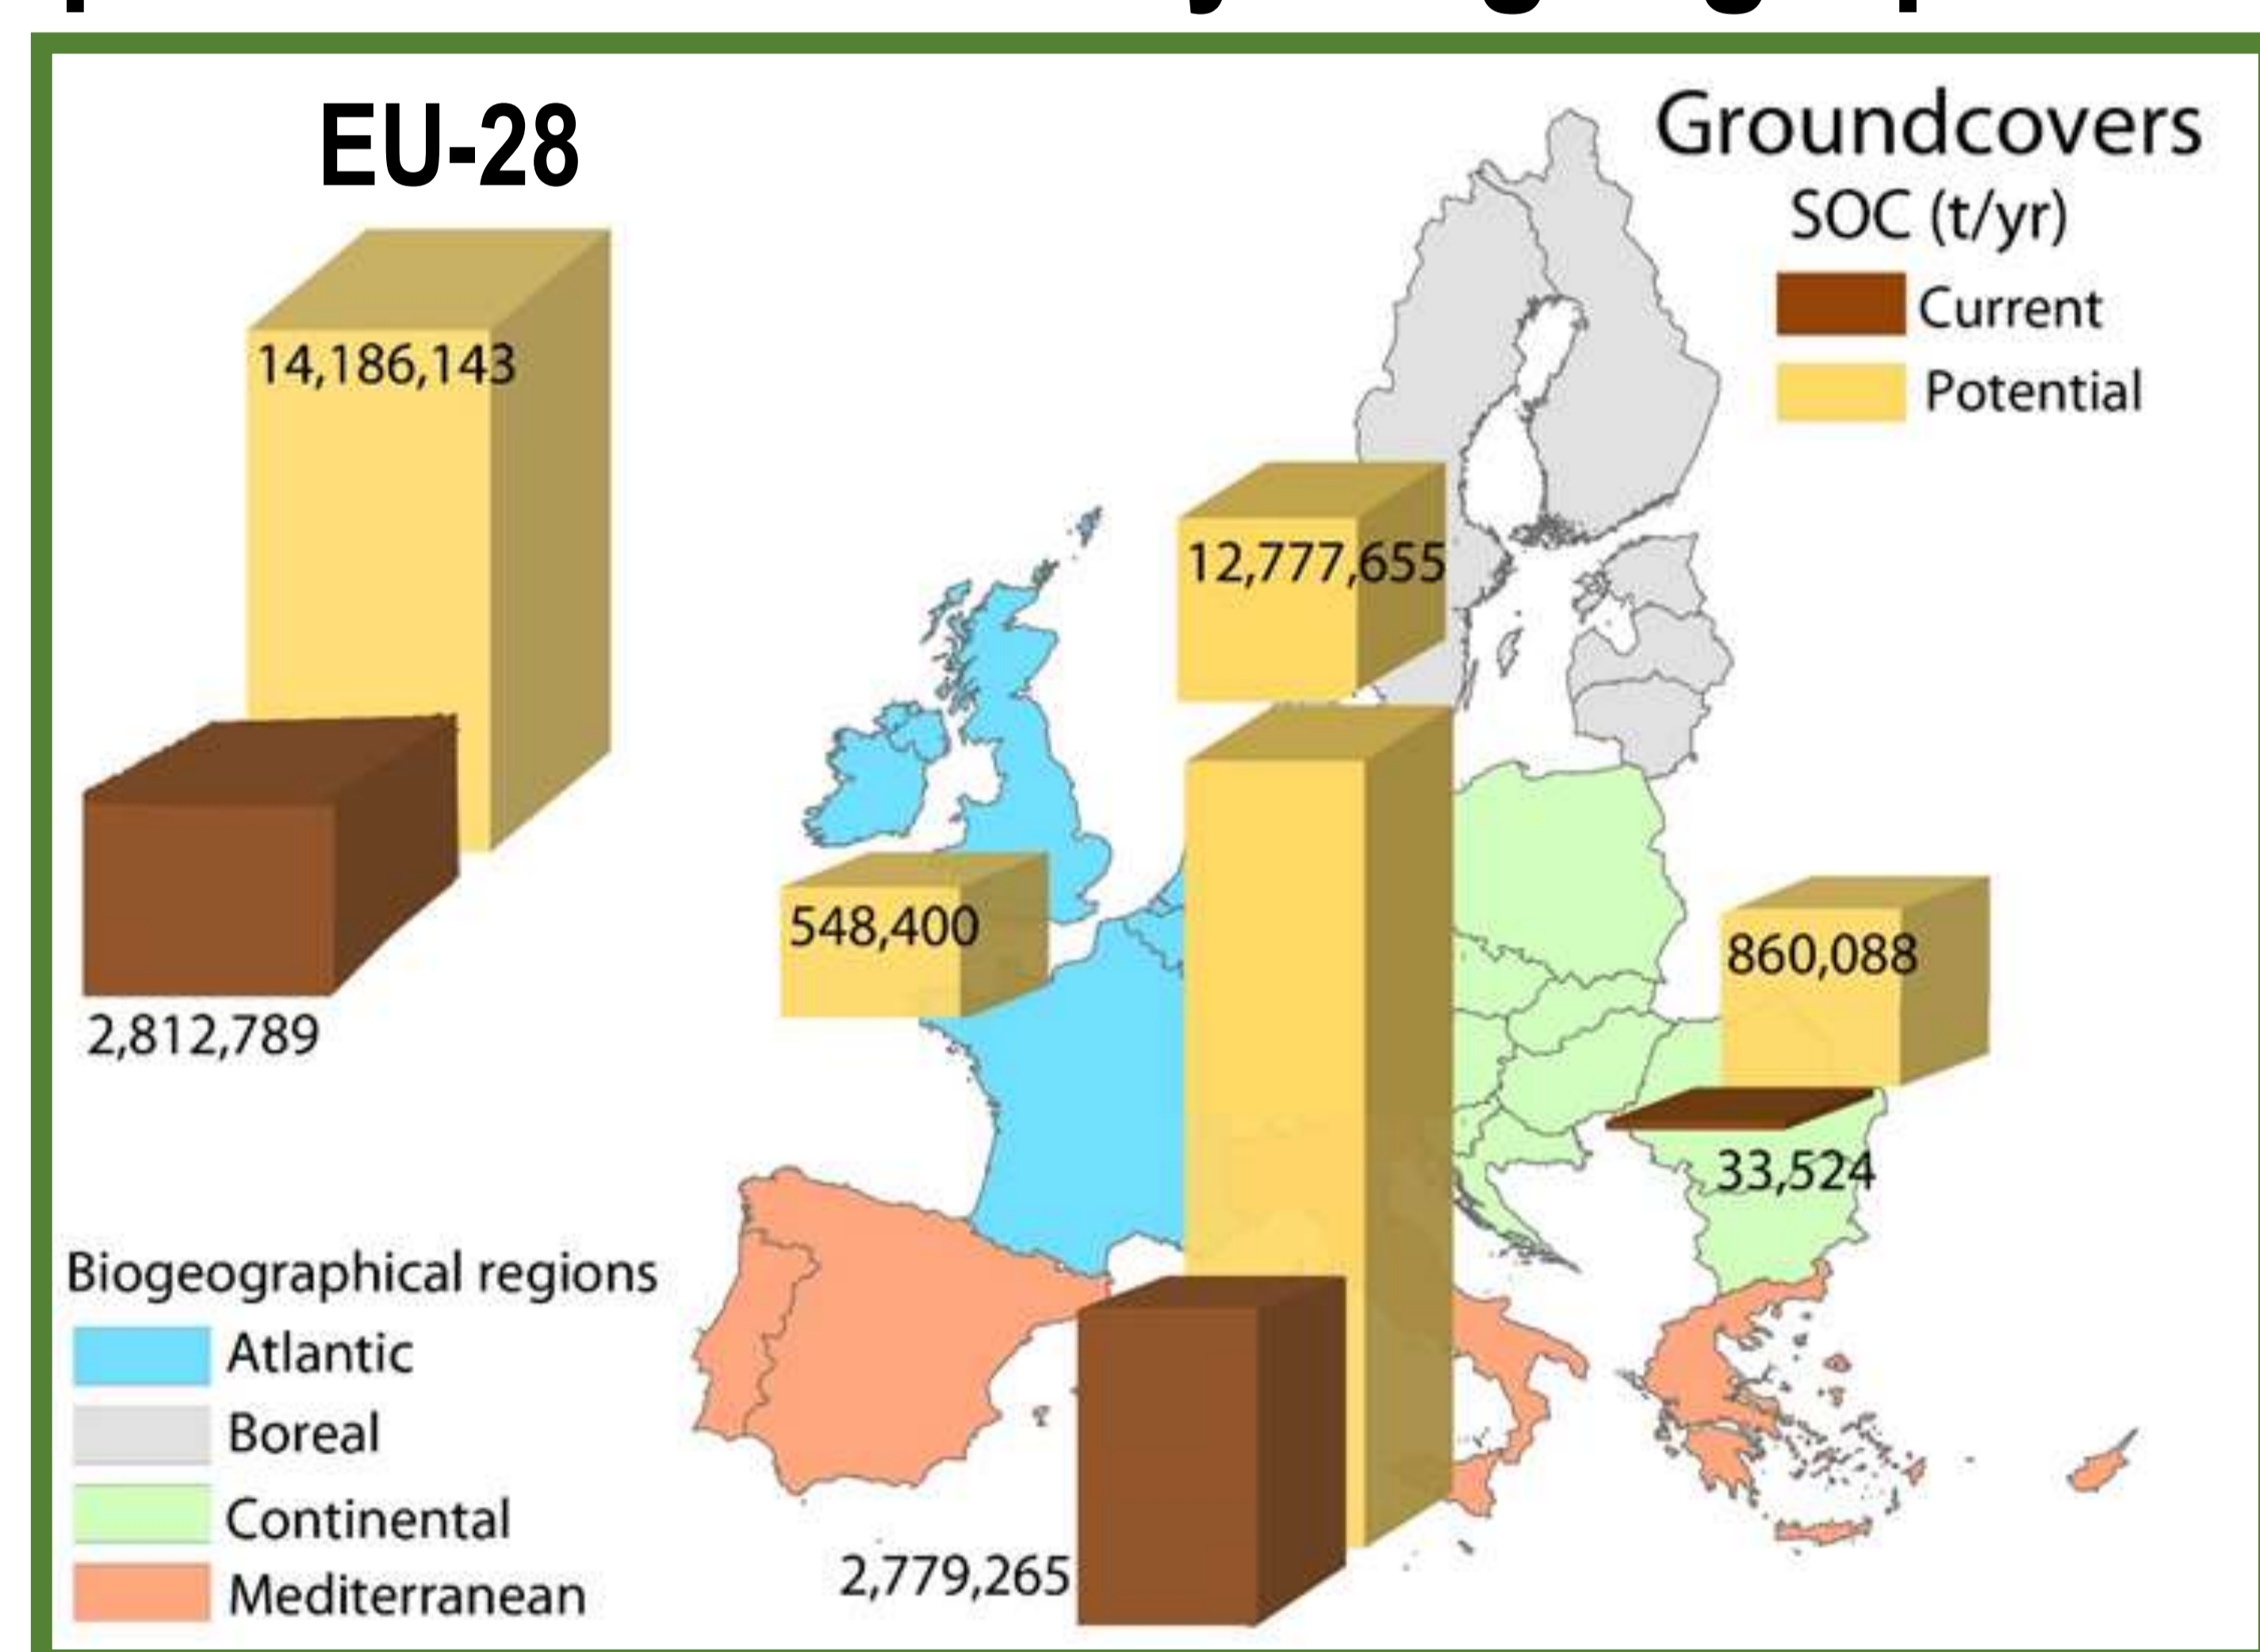 EU-28
Groundcovers
SOC (t/yr)
Current
Potential
14,186,143
12,777,655
548,400
860,088
2,812,789
33,524
Biogeographical regions
Atlantic
Boreal
Continental
Mediterranean
2,779,265